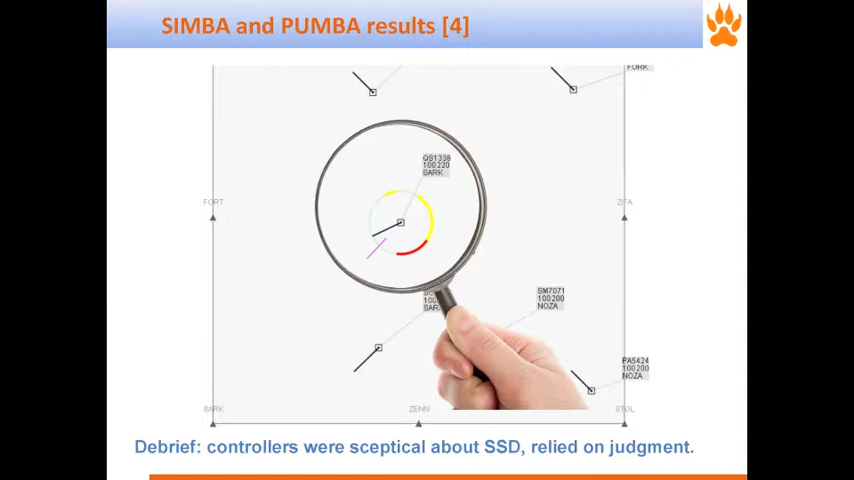 SIMBA and PUMBA results [4]
FORK
QS1338
100220
SARK
FORT
ZIFA
SM7071
100200
NOZA
PA5424
100200
NOZA
SARK
ZENN
STOL
Debrief: controllers were sceptical about SSD, relied on judgment.